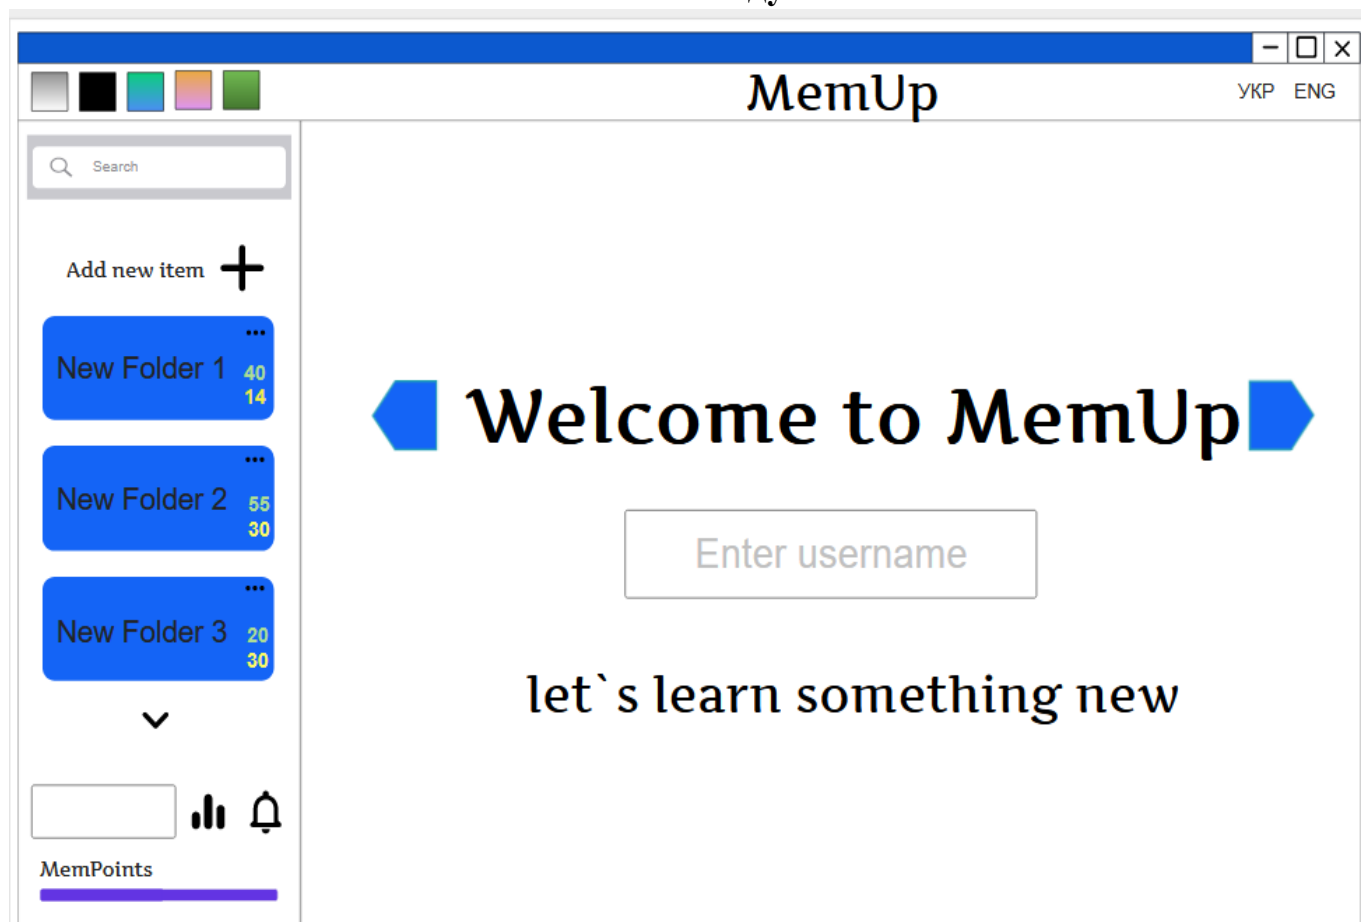 MemUp
УКР ENG
Search
Add new item
New Folder 1
40
14
New Folder 2
55
30
New Folder 3
20
30
MemPoints
Welcome to MemUp
Enter username
let`s learn something new